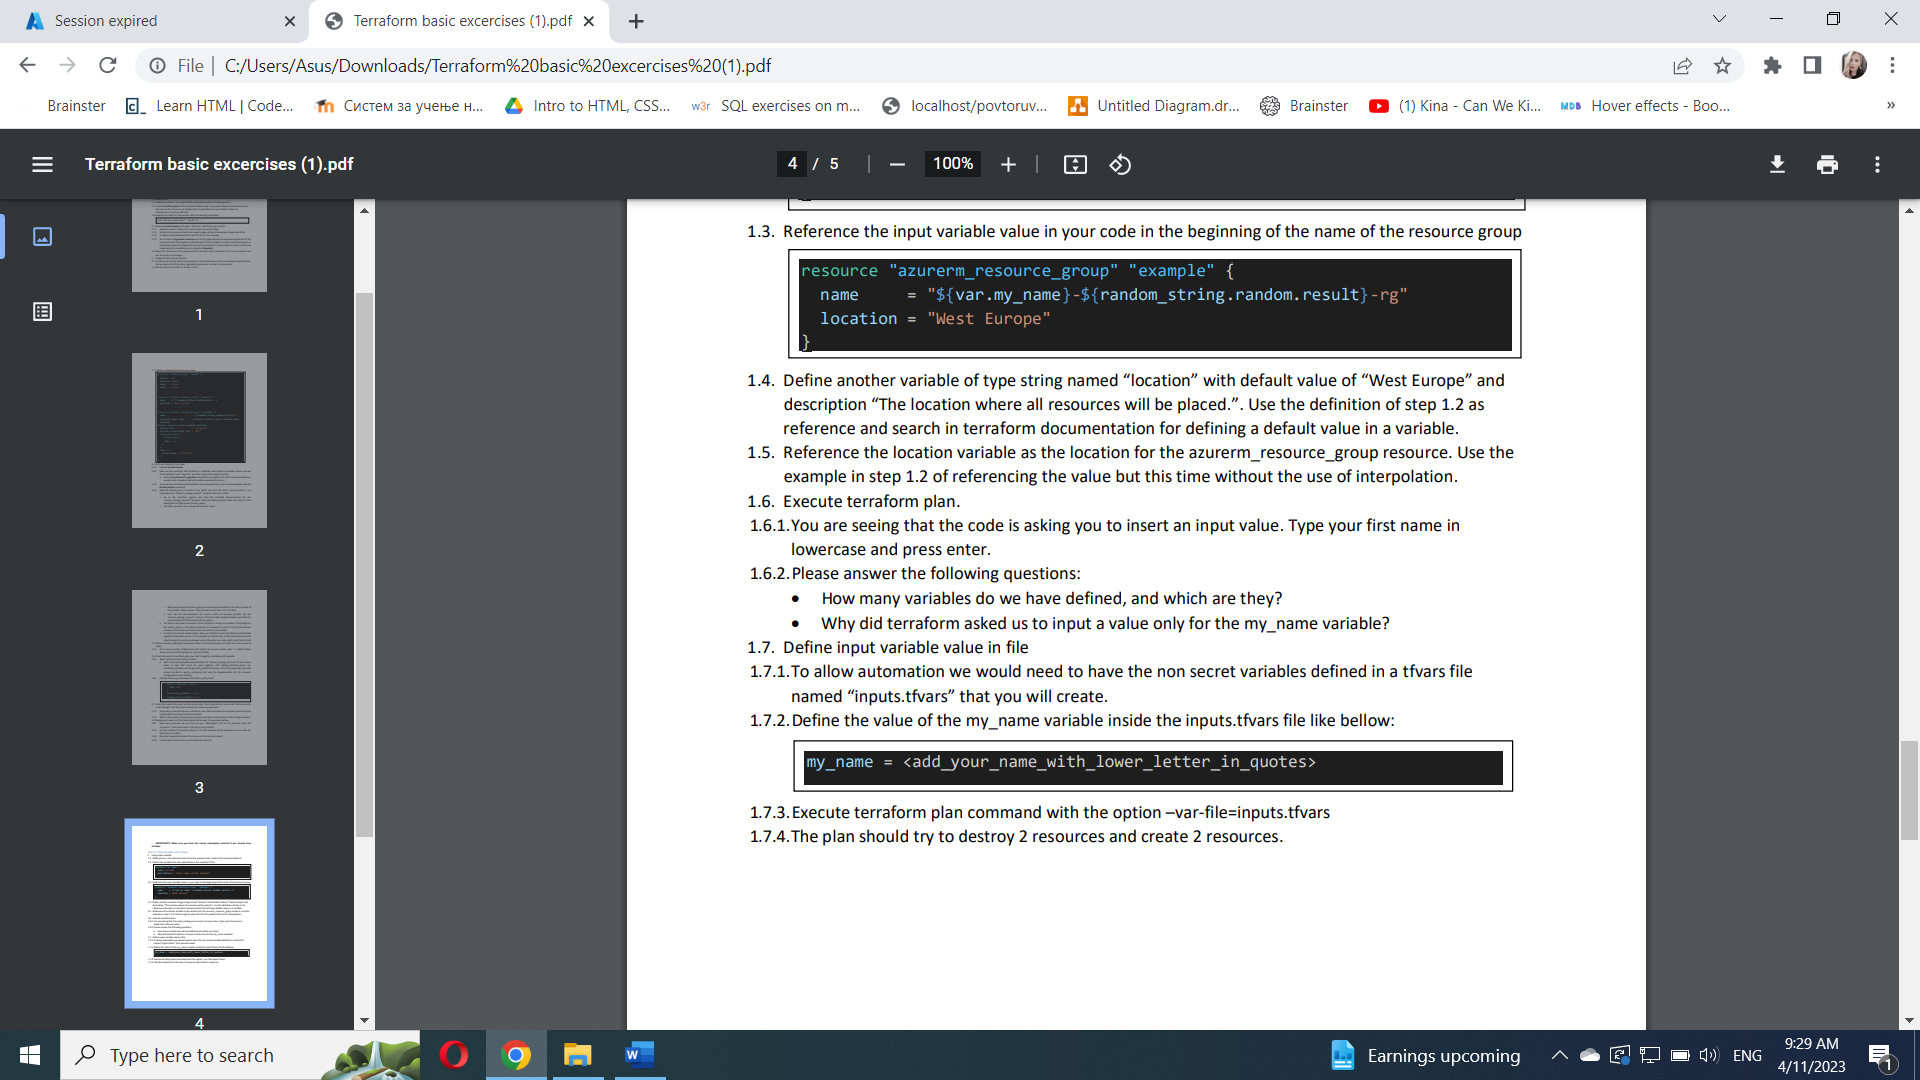 Session expired
Terraform basic excercises (1).pdf
File | C:/Users/Asus/Downloads/Terraform%20basic%20excercises%20(1).pdf
Brainster
Learn HTML | Code...
Систем за учење н...
Intro to HTML, CSS...
w3r SQL exercises on m...
localhost/povtoruv...
Untitled Diagram.dr...
Brainster
(1) Kina - Can We Ki...
MDB Hover effects - Boo...
»
Terraform basic excercises (1).pdf
4 / 5
100%
1
2
3
4
1.3. Reference the input variable value in your code in the beginning of the name of the resource group
resource "azurerm_resource_group" "example" {
name = "${var.my_name}-${random_string.random.result}-rg"
location = "West Europe"
}
1.4. Define another variable of type string named “location” with default value of “West Europe” and
description “The location where all resources will be placed.”. Use the definition of step 1.2 as
reference and search in terraform documentation for defining a default value in a variable.
1.5. Reference the location variable as the location for the azurerm_resource_group resource. Use the
example in step 1.2 of referencing the value but this time without the use of interpolation.
1.6. Execute terraform plan.
1.6.1. You are seeing that the code is asking you to insert an input value. Type your first name in
lowercase and press enter.
1.6.2. Please answer the following questions:
• How many variables do we have defined, and which are they?
• Why did terraform asked us to input a value only for the my_name variable?
1.7. Define input variable value in file
1.7.1. To allow automation we would need to have the non secret variables defined in a tfvars file
named “inputs.tfvars” that you will create.
1.7.2. Define the value of the my_name variable inside the inputs.tfvars file like bellow:
my_name = <add_your_name_with_lower_letter_in_quotes>
1.7.3. Execute terraform plan command with the option –var-file=inputs.tfvars
1.7.4. The plan should try to destroy 2 resources and create 2 resources.
Type here to search
Earnings upcoming
ENG
9:29 AM
4/11/2023
1